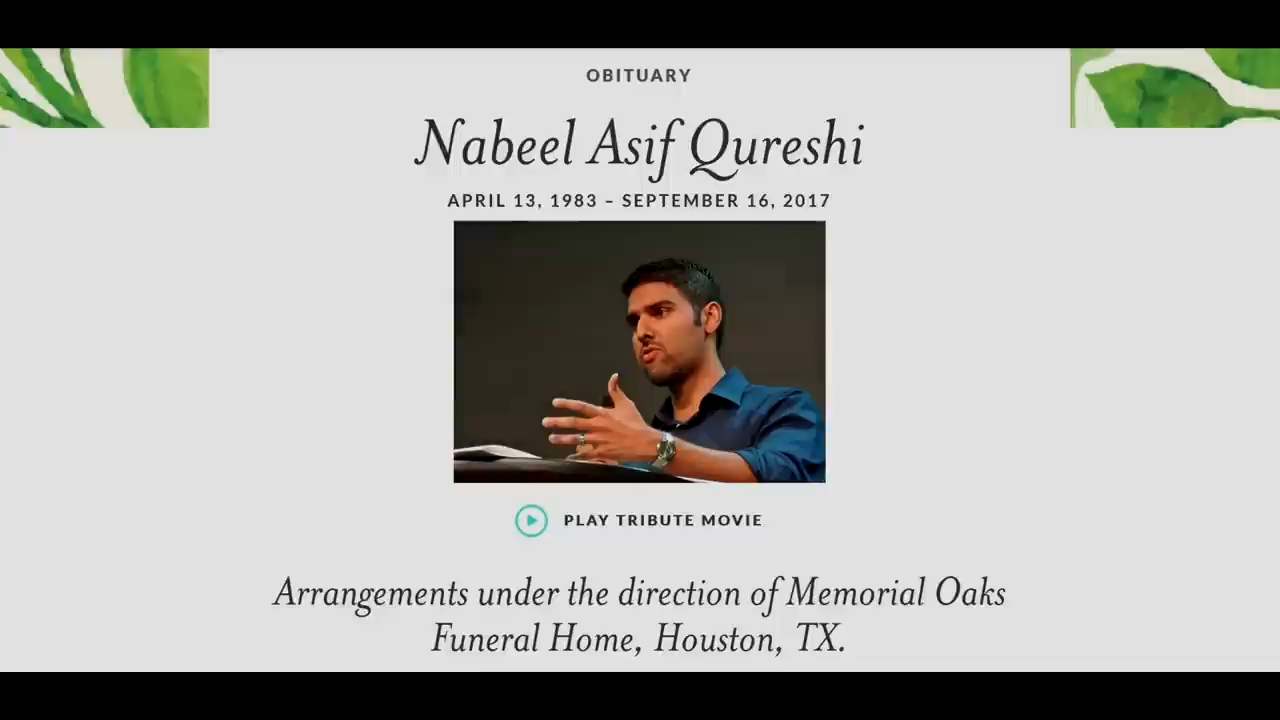 OBITUARY
Nabeel Asif Qureshi
APRIL 13, 1983 – SEPTEMBER 16, 2017
PLAY TRIBUTE MOVIE
Arrangements under the direction of Memorial Oaks
Funeral Home, Houston, TX.